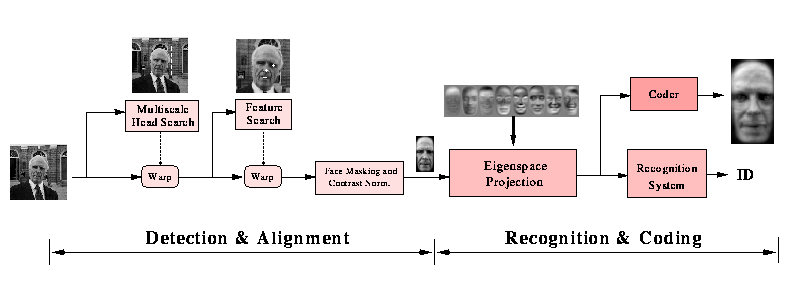 Multiscale
Head Search
Feature
Search
Warp
Warp
Face Masking and
Contrast Norm.
Eigenspace
Projection
Coder
Recognition
System
ID
Detection & Alignment
Recognition & Coding